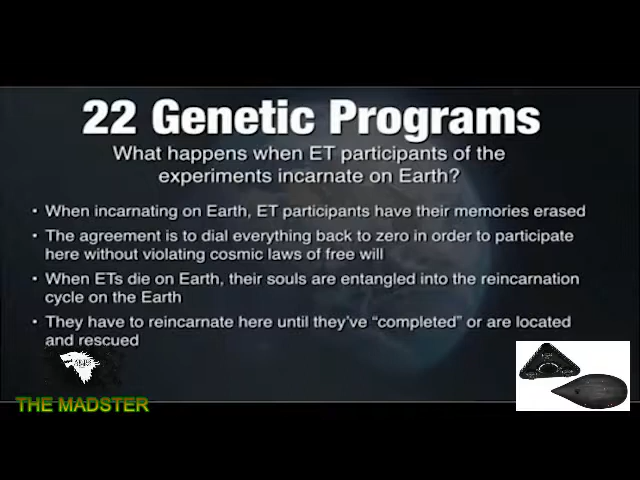 22 Genetic Programs
What happens when ET participants of the
experiments incarnate on Earth?
• When incarnating on Earth, ET participants have their memories erased
• The agreement is to dial everything back to zero in order to participate
here without violating cosmic laws of free will
• When ETs die on Earth, their souls are entangled into the reincarnation
cycle on the Earth
• They have to reincarnate here until they've “completed” or are located
and rescued
THE MADSTER